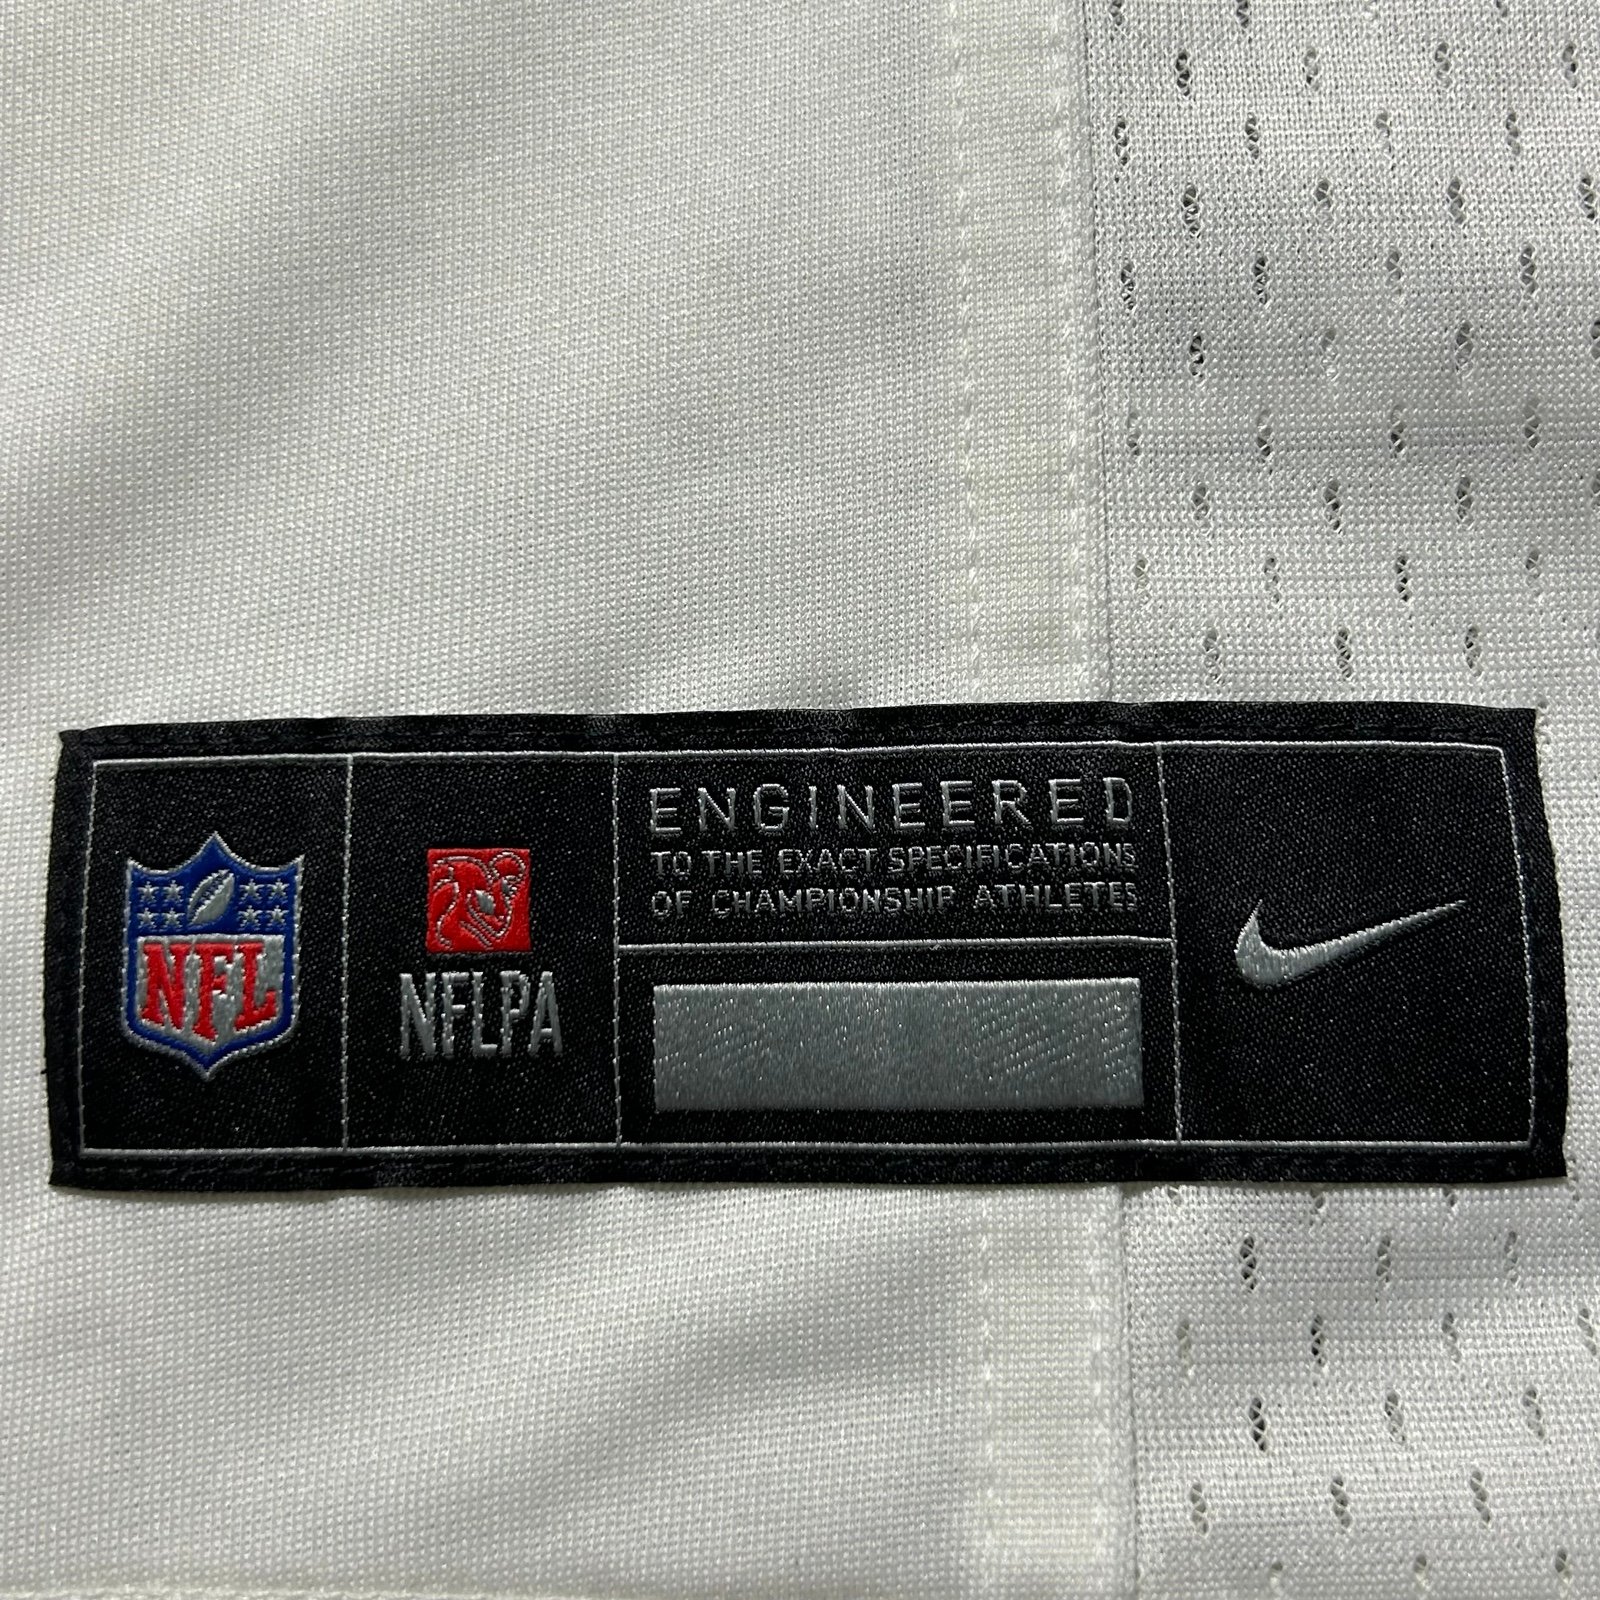 NFL
NFLPA
ENGINEERED
TO THE EXACT SPECIFICATIONS
OF CHAMPIONSHIP ATHLETES